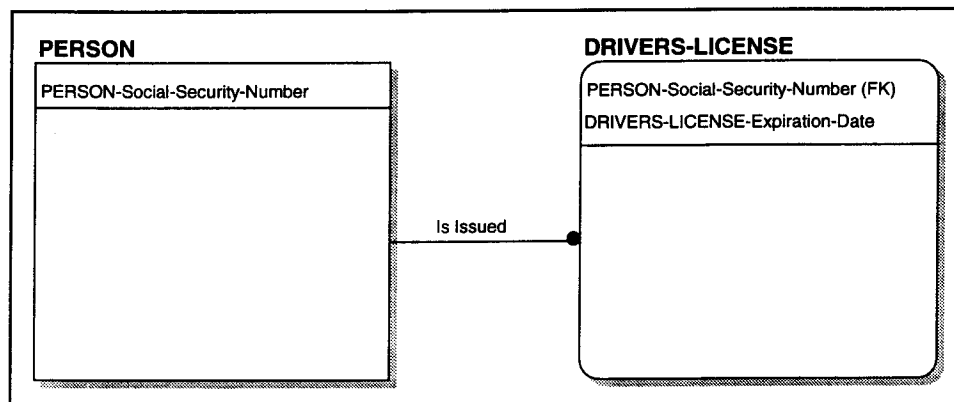 PERSON
PERSON-Social-Security-Number
Is Issued
DRIVERS-LICENSE
PERSON-Social-Security-Number (FK)
DRIVERS-LICENSE-Expiration-Date